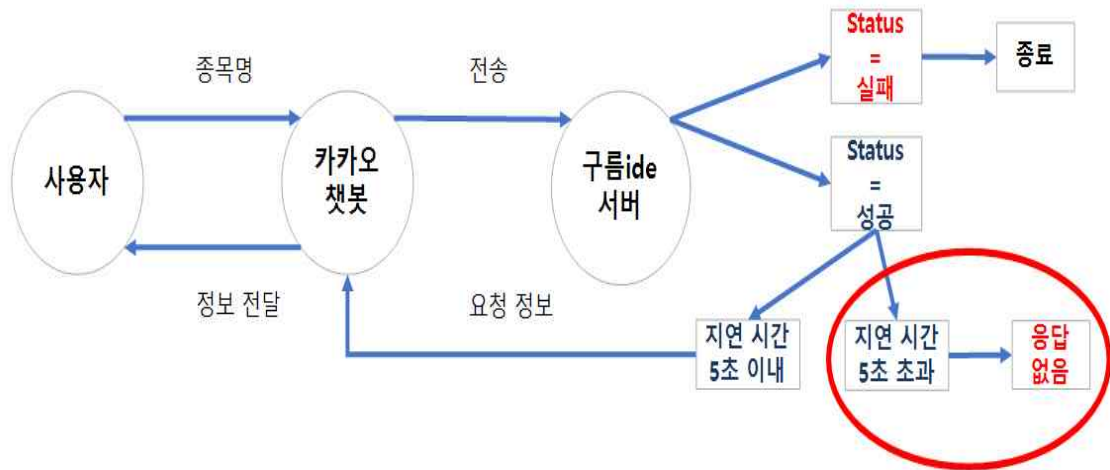 종목명
전송
Status
=
실패
종료
사용자
카카오
챗봇
구름ide
서버
Status
=
성공
정보 전달
요청 정보
지연 시간
5초 이내
지연 시간
5초 초과
응답
없음